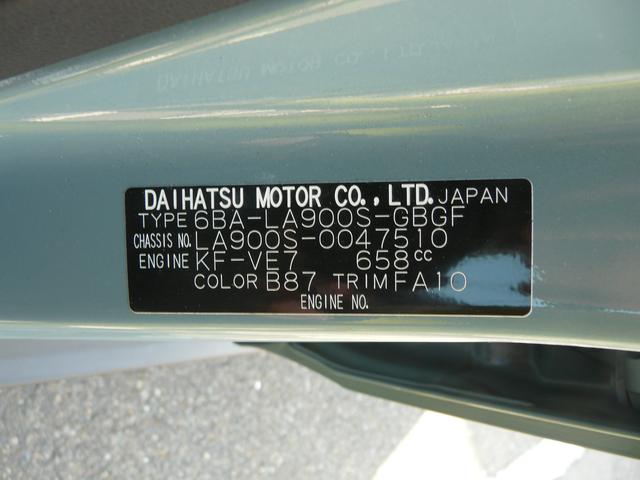 DAIHATSU MOTOR CO., LTD. JAPAN
TYPE 6BA-LA900S-GBGF
CHASSIS NO. LA900S-0047510
ENGINE KF-VE7 658cc
COLOR B87 TRIM FA10
ENGINE NO.